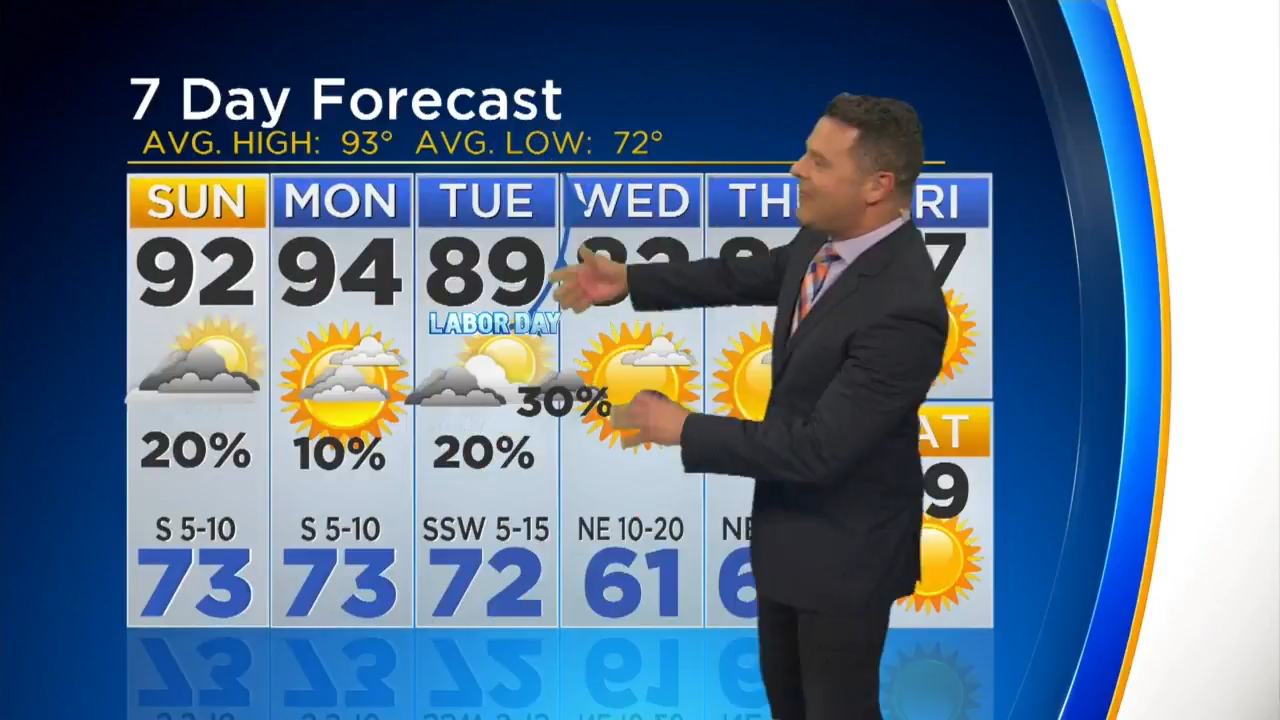 7 Day Forecast
AVG. HIGH: 93° AVG. LOW: 72°
SUN MON TUE WED
92 94 89
LABOR DAY
30%
20% 10% 20%
S 5-10 S 5-10 SSW 5-15 NE 10-20 NE
73 73 72 61